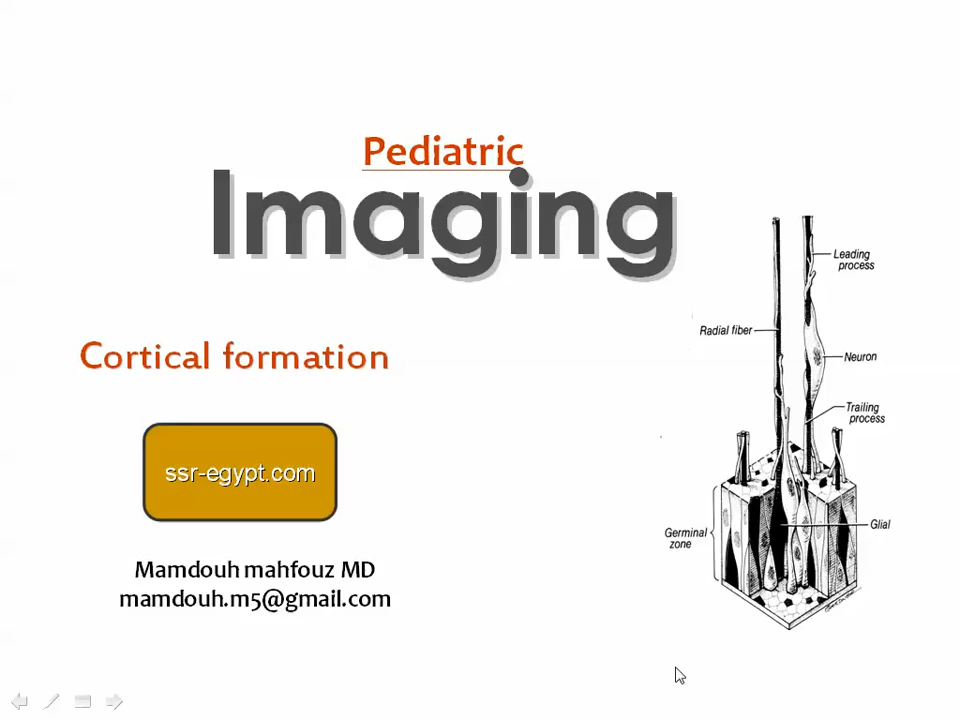 Pediatric
Imaging
Cortical formation
ssr-egypt.com
Mamdouh mahfouz MD
mamdouh.m5@gmail.com
Leading
process
Radial fiber
Neuron
Trailing
process
Germinal
zone
Glial